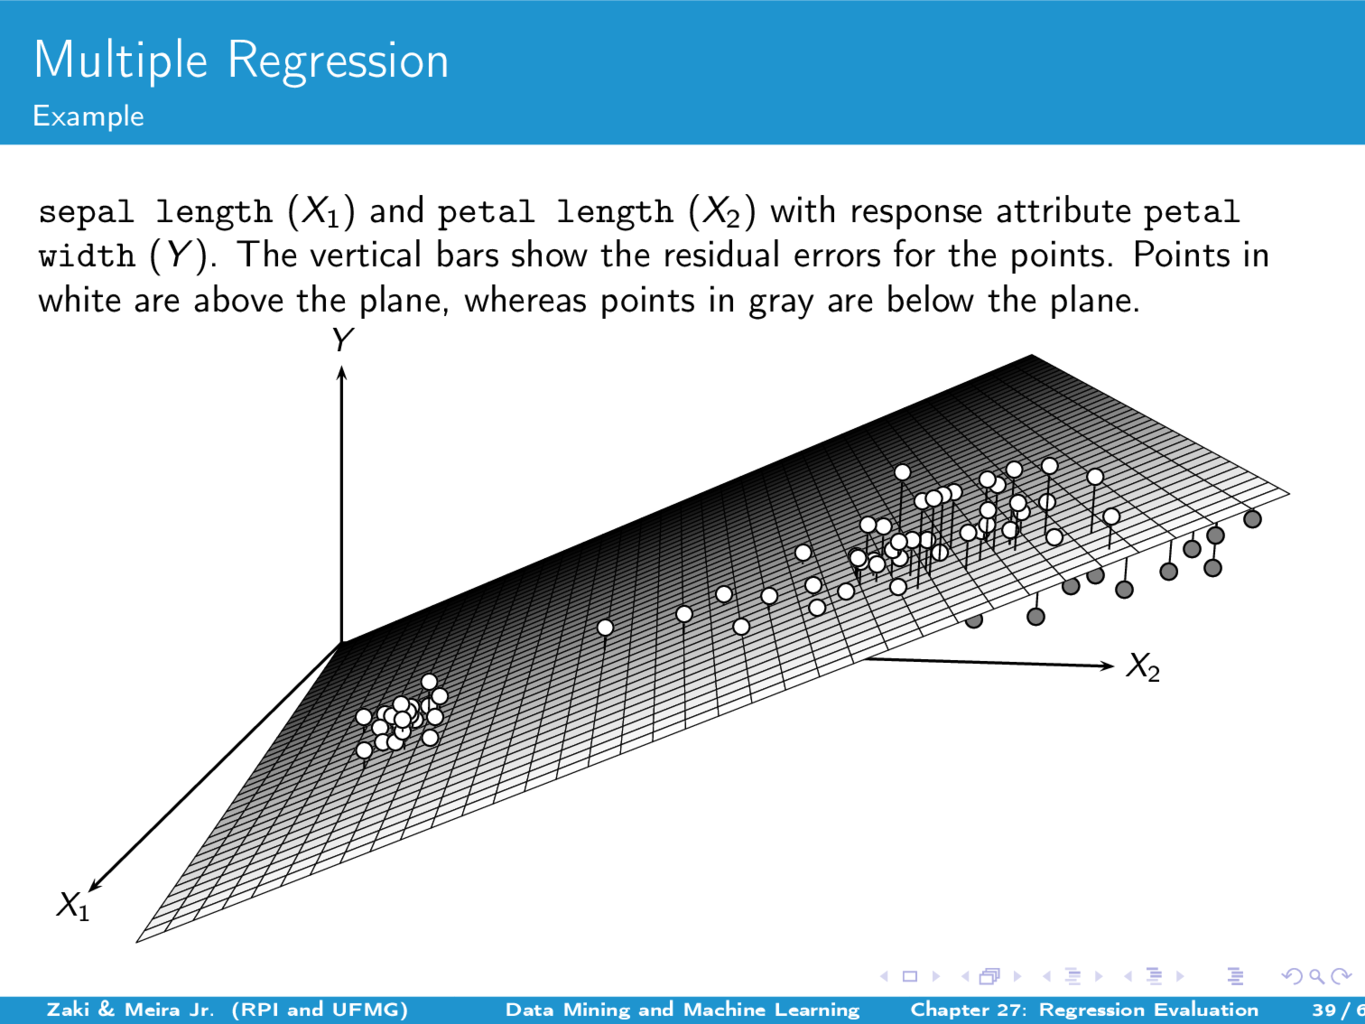 Multiple Regression
Example
sepal length (X₁) and petal length (X₂) with response attribute petal
width (Y). The vertical bars show the residual errors for the points. Points in
white are above the plane, whereas points in gray are below the plane.
Y
X₂
X₁
Zaki & Meira Jr. (RPI and UFMG) Data Mining and Machine Learning Chapter 27: Regression Evaluation 39 /